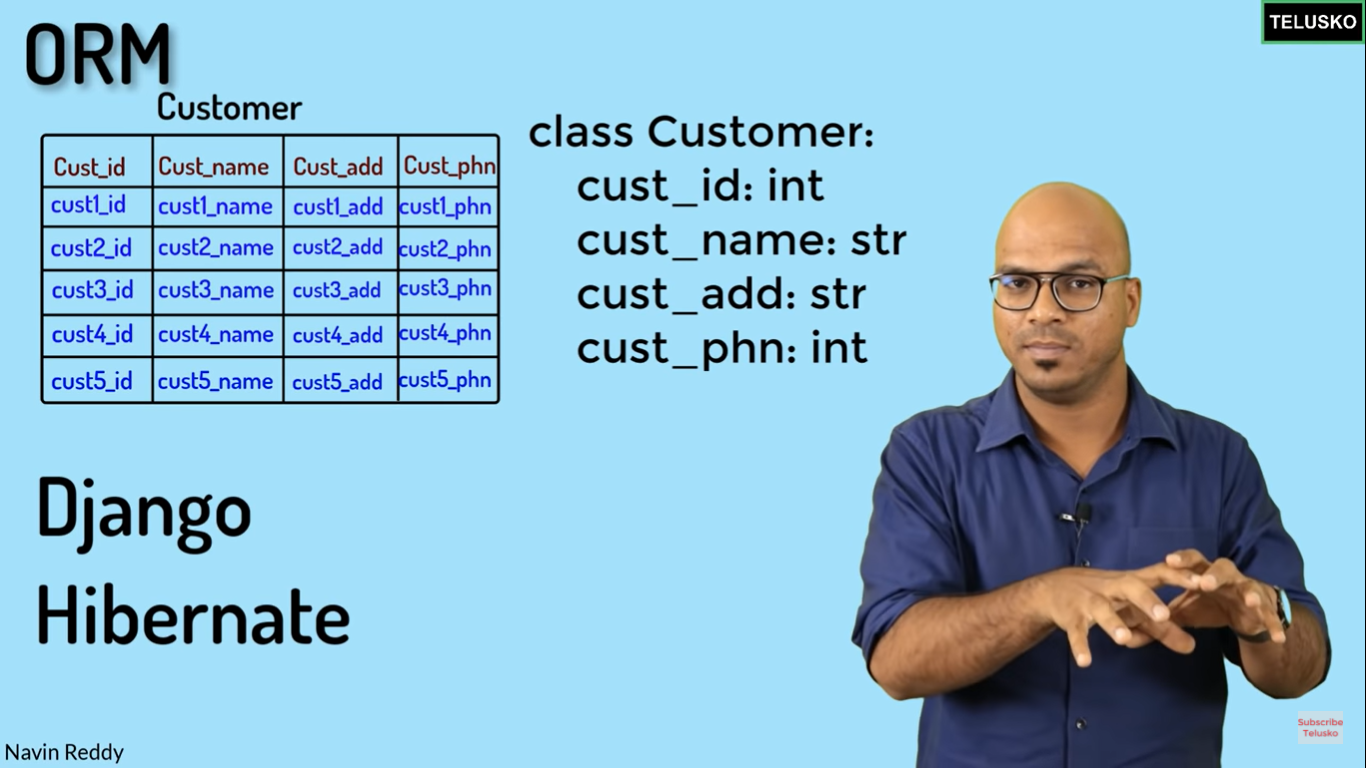 TELUSKO
ORM
Customer
Cust_id Cust_name Cust_add Cust_phn
cust1_id cust1_name cust1_add cust1_phn
cust2_id cust2_name cust2_add cust2_phn
cust3_id cust3_name cust3_add cust3_phn
cust4_id cust4_name cust4_add cust4_phn
cust5_id cust5_name cust5_add cust5_phn
class Customer:
cust_id: int
cust_name: str
cust_add: str
cust_phn: int
Django
Hibernate
Navin Reddy
Subscribe
Telusko